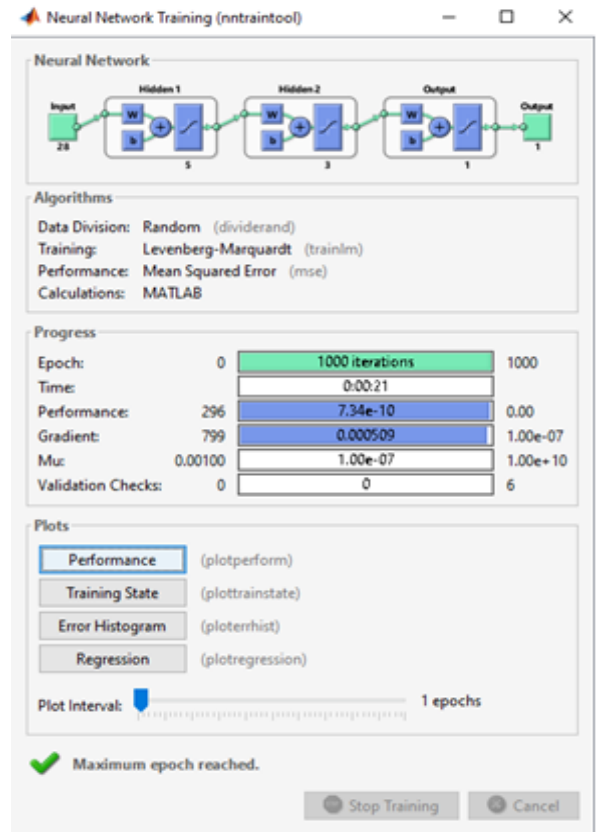 Neural Network Training (nntraintool)
Neural Network
Hidden 1 Hidden 2 Output
Input Output
W W W
b b b
28 5 3 1 1
Algorithms
Data Division: Random (dividerand)
Training: Levenberg-Marquardt (trainlm)
Performance: Mean Squared Error (mse)
Calculations: MATLAB
Progress
Epoch: 0 1000 iterations 1000
Time: 0:00:21
Performance: 296 7.34e-10 0.00
Gradient: 799 0.000509 1.00e-07
Mu: 0.00100 1.00e-07 1.00e+10
Validation Checks: 0 0 6
Plots
Performance (plotperform)
Training State (plottrainstate)
Error Histogram (ploterrhist)
Regression (plotregression)
Plot Interval: 1 epochs
Maximum epoch reached.
Stop Training Cancel